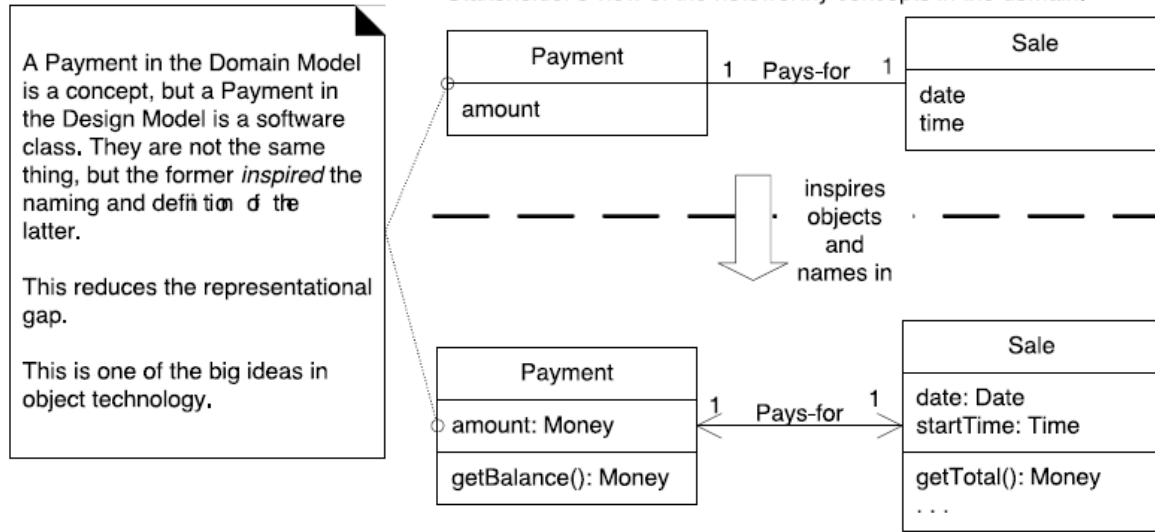 A Payment in the Domain Model
is a concept, but a Payment in
the Design Model is a software
class. They are not the same
thing, but the former inspired the
naming and definition of the
latter.
This reduces the representational
gap.
This is one of the big ideas in
object technology.
Payment
amount
1 Pays-for 1
Sale
date
time
inspires
objects
and
names in
Payment
amount: Money
getBalance(): Money
1 Pays-for 1
Sale
date: Date
startTime: Time
getTotal(): Money
. . .